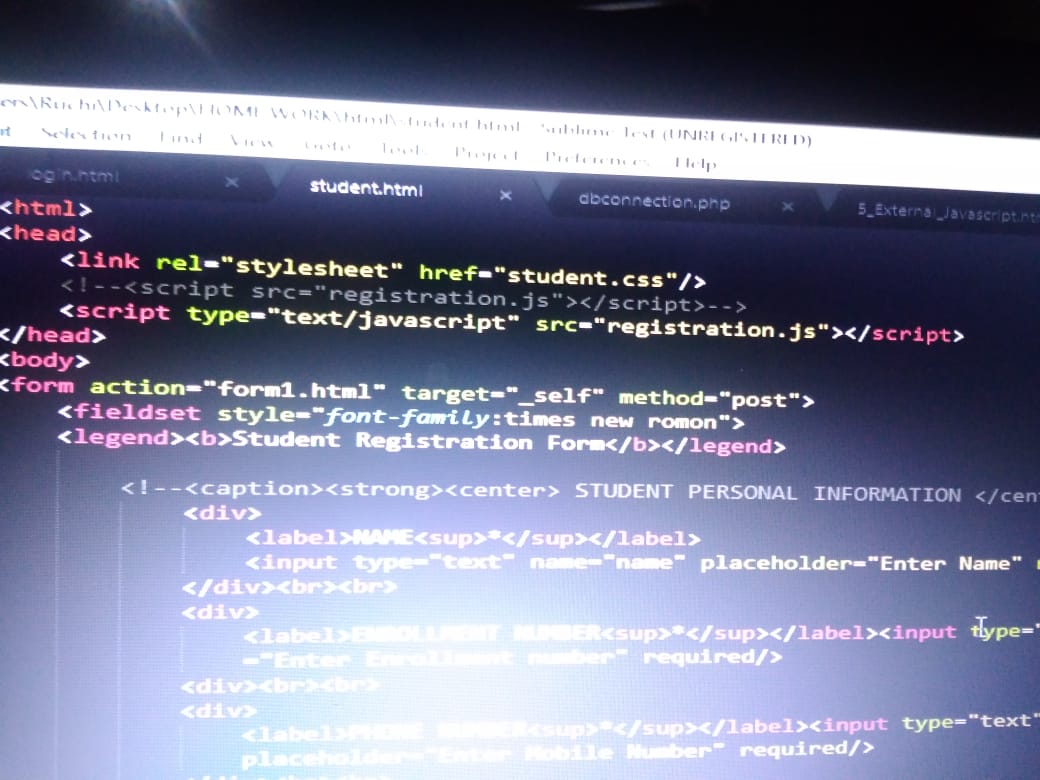 ers\Ruchi\Desktop\HOME WORK\html\student.html - Sublime Text (UNREGISTERED)
Selection Find View Goto Tools Project Preferences Help
ogin.html × student.html × dbconnection.php × 5_External_Javascript.ht
<html>
<head>
<link rel="stylesheet" href="student.css"/>
<!--<script src="registration.js"></script>-->
<script type="text/javascript" src="registration.js"></script>
</head>
<body>
<form action="form1.html" target="_self" method="post">
<fieldset style="font-family:times new romon">
<legend><b>Student Registration Form</b></legend>
<!--<caption><strong><center> STUDENT PERSONAL INFORMATION </cen
<div>
<label>NAME<sup>*</sup></label>
<input type="text" name="name" placeholder="Enter Name"
</div><br><br>
<div>
<label>ENROLLMENT NUMBER<sup>*</sup></label><input type="
="Enter Enrollment number" required/>
<div><br><br>
<div>
<label>PHONE NUMBER<sup>*</sup></label><input type="text"
placeholder="Enter Mobile Number" required/>